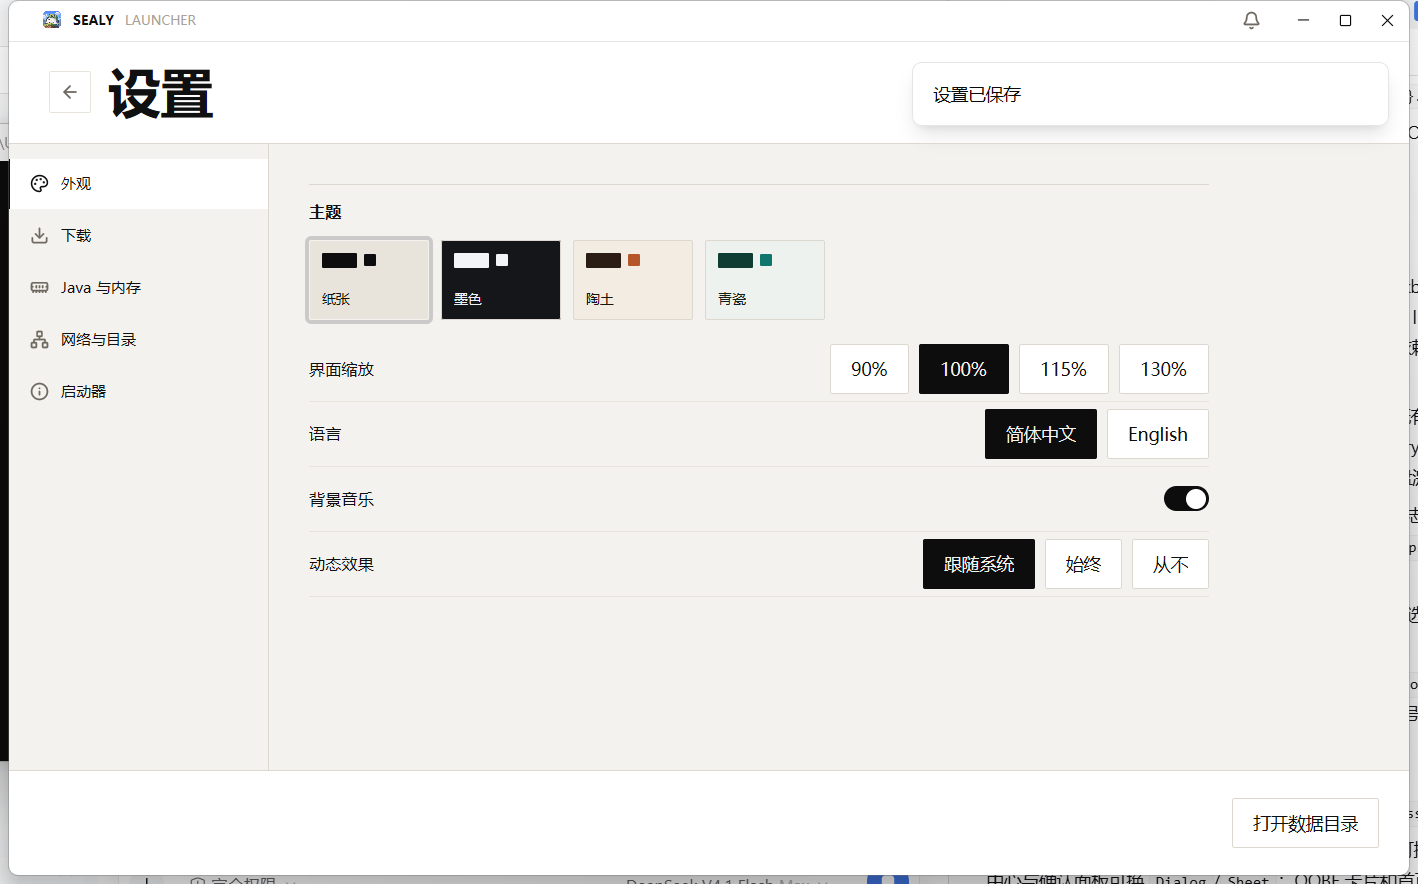 SEALY LAUNCHER
设置
设置已保存
外观
下载
Java 与内存
网络与目录
启动器
主题
纸张
墨色
陶土
青瓷
界面缩放
90%
100%
115%
130%
语言
简体中文
English
背景音乐
动态效果
跟随系统
始终
从不
打开数据目录